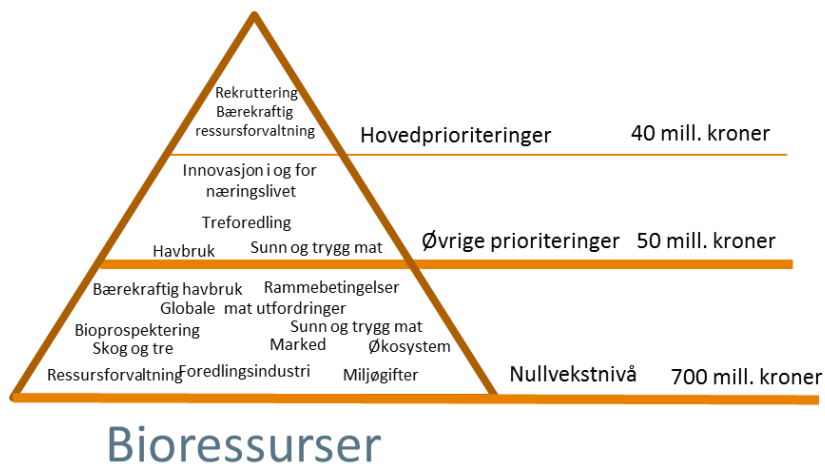 Rekruttering
Bærekraftig
ressursforvaltning
Hovedprioriteringer 40 mill. kroner
Innovasjon i og for
næringslivet
Treforedling
Havbruk Sunn og trygg mat
Øvrige prioriteringer 50 mill. kroner
Bærekraftig havbruk Rammebetingelser
Globale mat utfordringer
Bioprospektering Sunn og trygg mat
Skog og tre Marked Økosystem
Ressursforvaltning Foredlingsindustri Miljøgifter
Nullvekstnivå 700 mill. kroner
Bioressurser